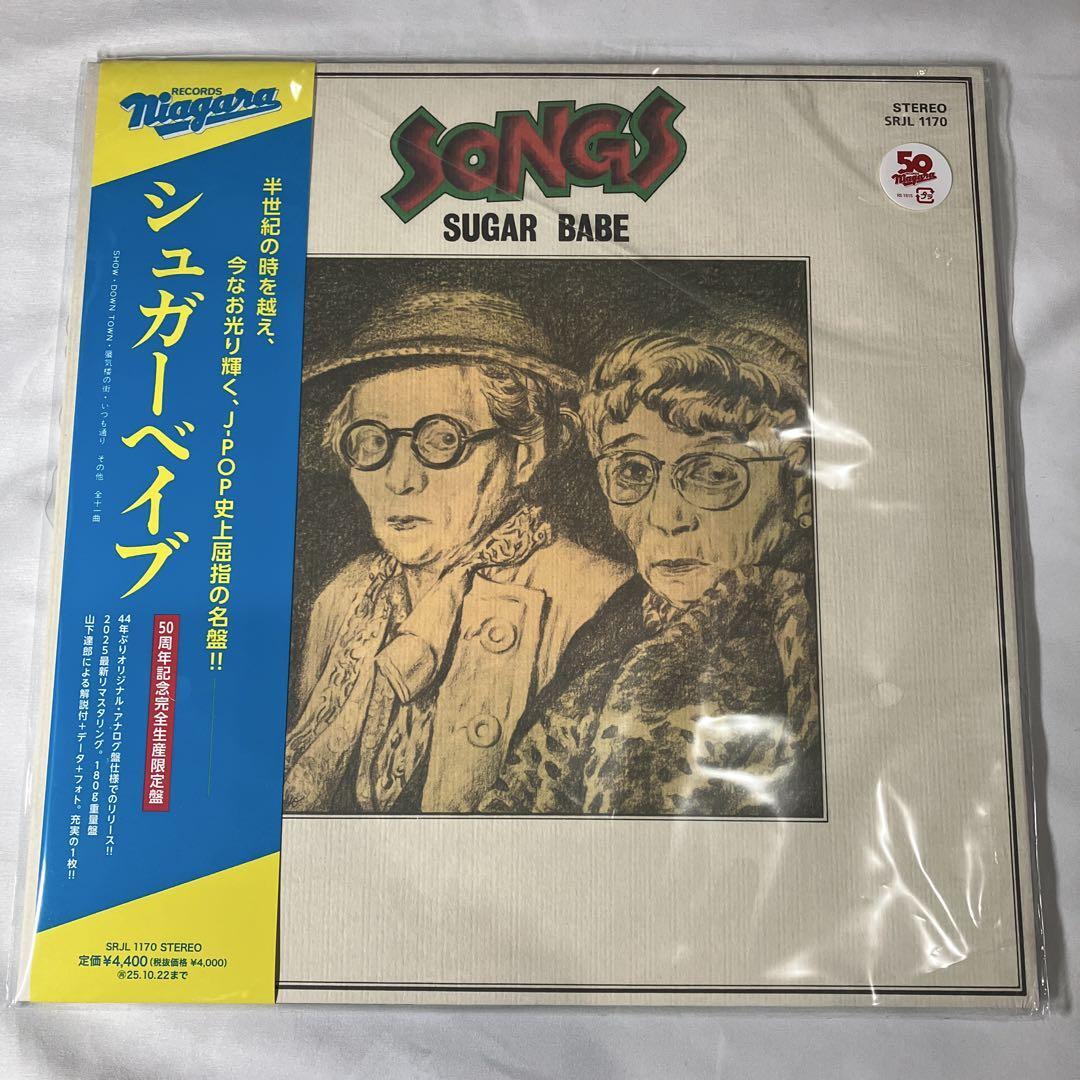 RECORDS
Niagara
シュガーベイブ
半世紀の時を越え、
今なお光り輝く、J-POP史上屈指の名盤!!
SHOW・DOWN TOWN・蜃気楼の街・いつも通り その他 全十一曲
50周年記念完全生産限定盤
44年ぶりオリジナル・アナログ盤仕様でのリリース!!
2025最新リマスタリング。180g重量盤
山下達郎による解説付+データ+フォト。充実の1枚!!
SRJL 1170 STEREO
定価¥4,400(税抜価格 ¥4,000)
㋐25.10.22まで
SONGS
SUGAR BABE
STEREO
SRJL 1170
50
Niagara